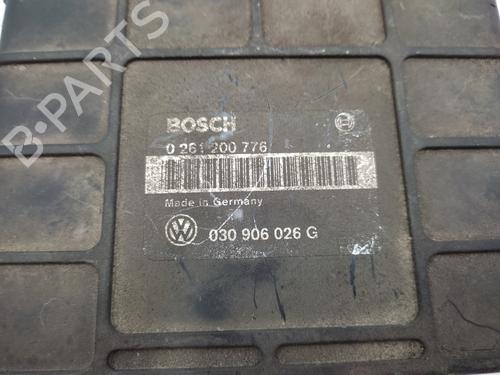 BOSCH
0 261 200 776
Made in Germany
030 906 026 G
B-PARTS